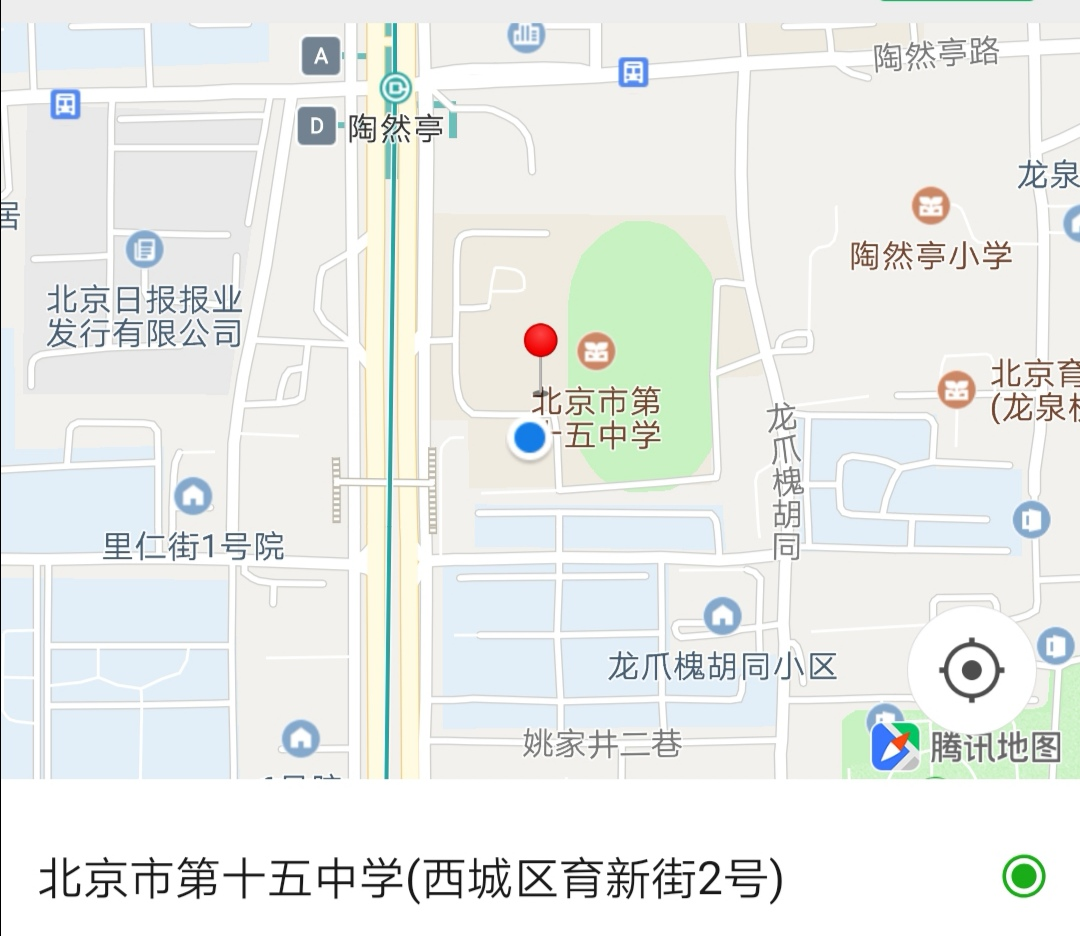 陶然亭路
A
D
陶然亭
龙泉
居
陶然亭小学
北京日报报业
发行有限公司
北京市第
十五中学
北京育
(龙泉校
龙爪槐胡同
里仁街1号院
龙爪槐胡同小区
姚家井二巷
腾讯地图
北京市第十五中学(西城区育新街2号)